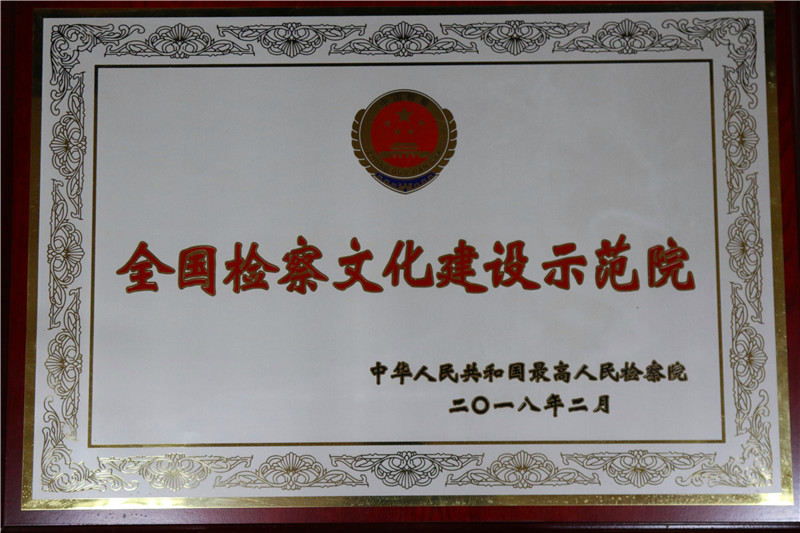 全国检察文化建设示范院
中华人民共和国最高人民检察院
二〇一八年二月